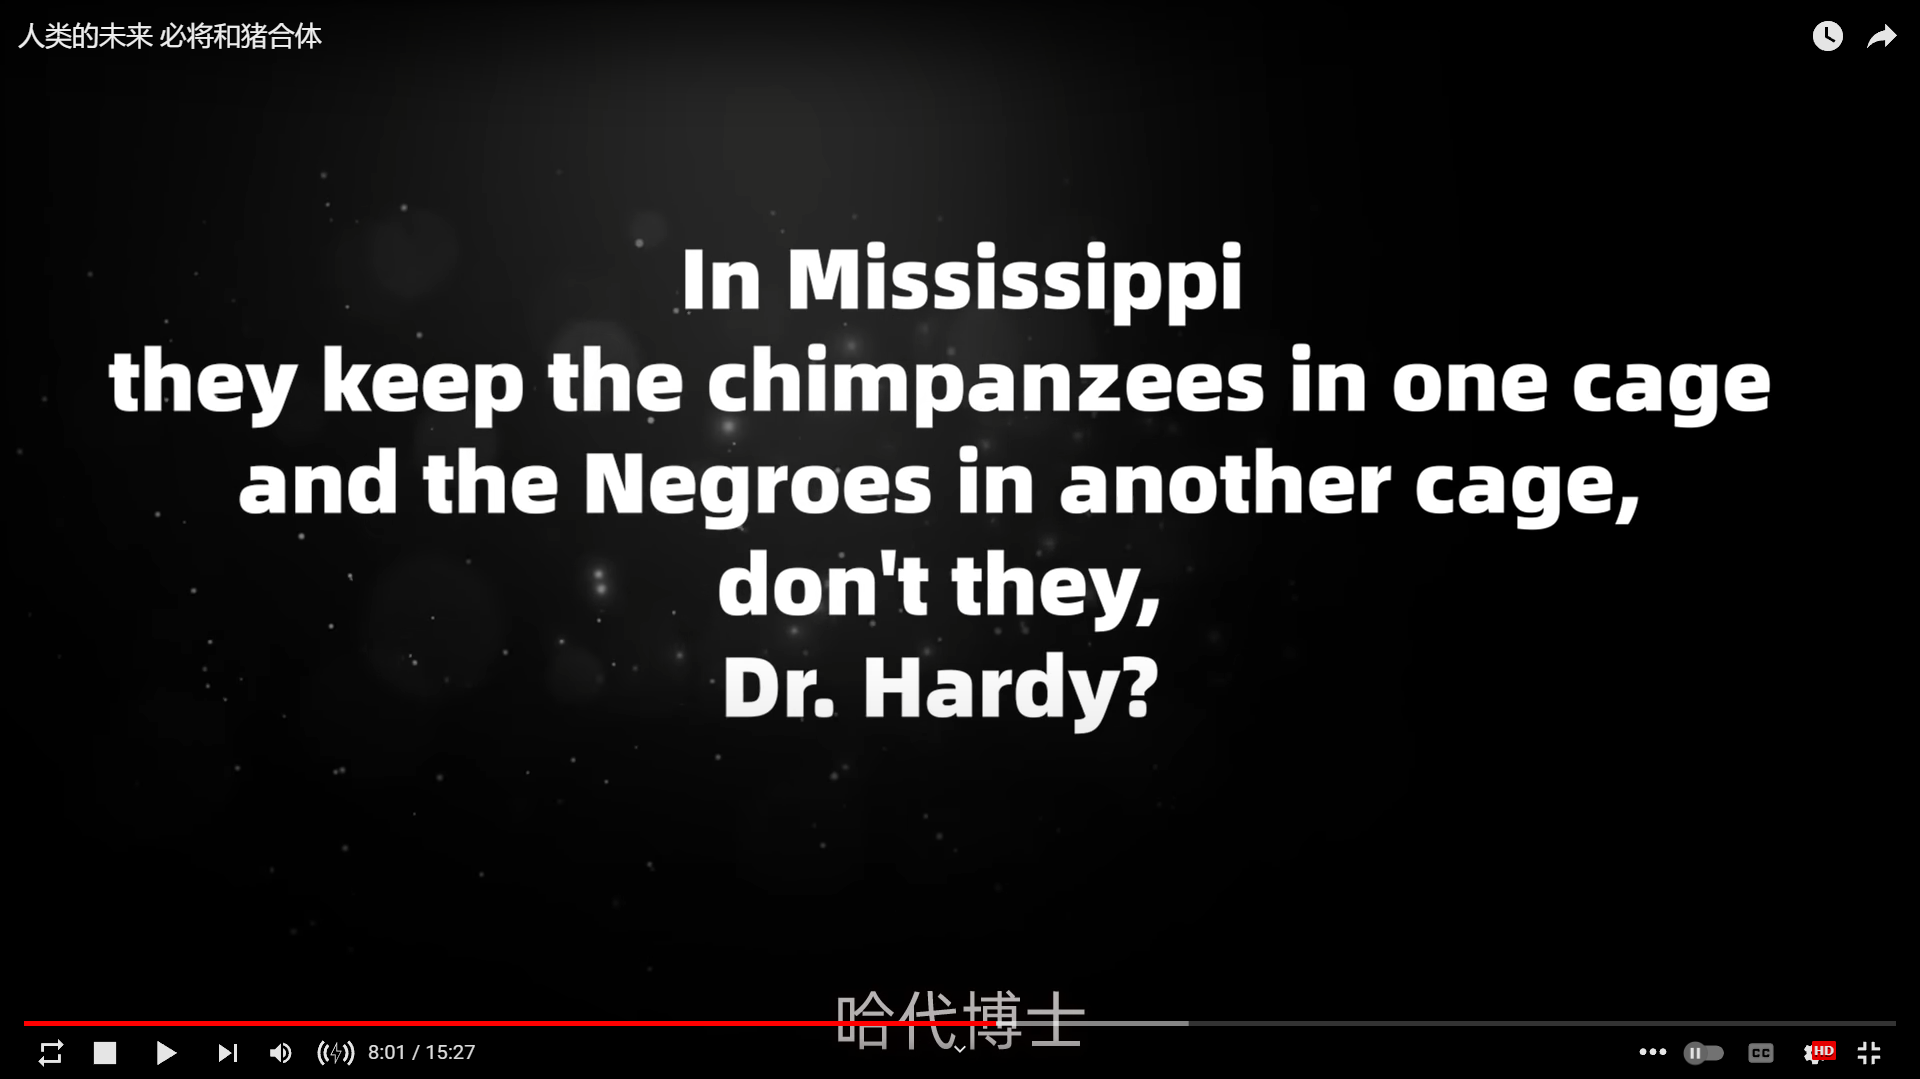 人类的未来 必将和猪合体
In Mississippi
they keep the chimpanzees in one cage
and the Negroes in another cage,
don't they,
Dr. Hardy?
哈代博士
8:01 / 15:27
CC
HD